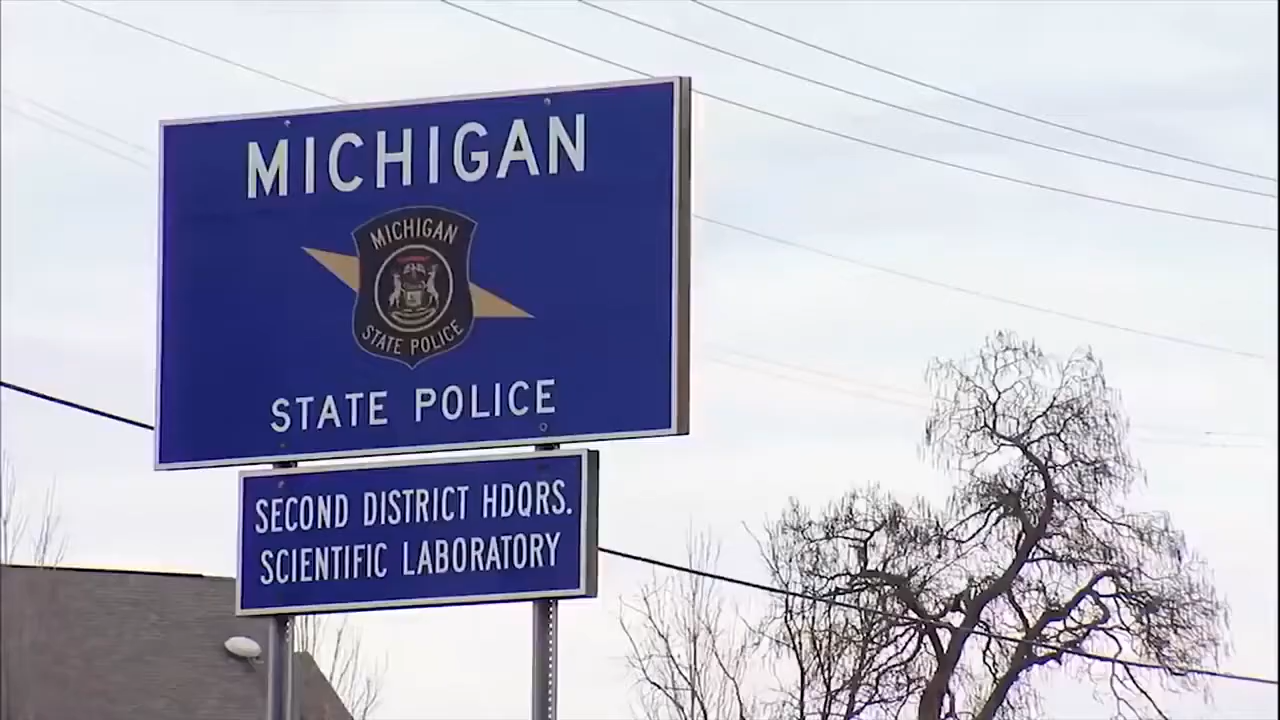 MICHIGAN
MICHIGAN
STATE POLICE
STATE POLICE
SECOND DISTRICT HDQRS.
SCIENTIFIC LABORATORY